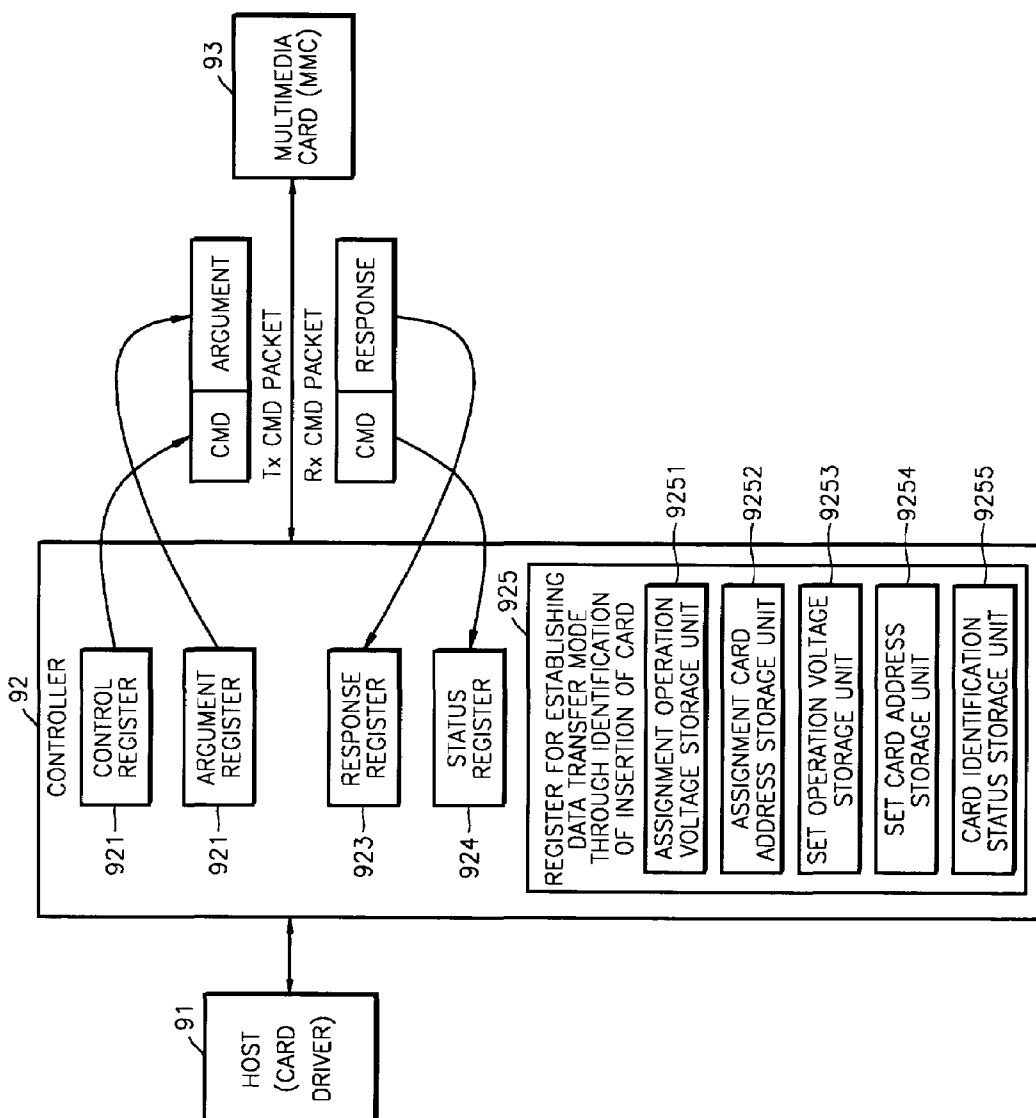 91
HOST
(CARD
DRIVER)
92
CONTROLLER
921
CONTROL
REGISTER
921
ARGUMENT
REGISTER
923
RESPONSE
REGISTER
924
STATUS
REGISTER
925
REGISTER FOR ESTABLISHING
DATA TRANSFER MODE
THROUGH IDENTIFICATION
OF INSERTION OF CARD
ASSIGNMENT OPERATION
VOLTAGE STORAGE UNIT
9251
ASSIGNMENT CARD
ADDRESS STORAGE UNIT
9252
SET OPERATION VOLTAGE
STORAGE UNIT
9253
SET CARD ADDRESS
STORAGE UNIT
9254
CARD IDENTIFICATION
STATUS STORAGE UNIT
9255
CMD
ARGUMENT
Tx CMD PACKET
Rx CMD PACKET
CMD
RESPONSE
93
MULTIMEDIA
CARD (MMC)